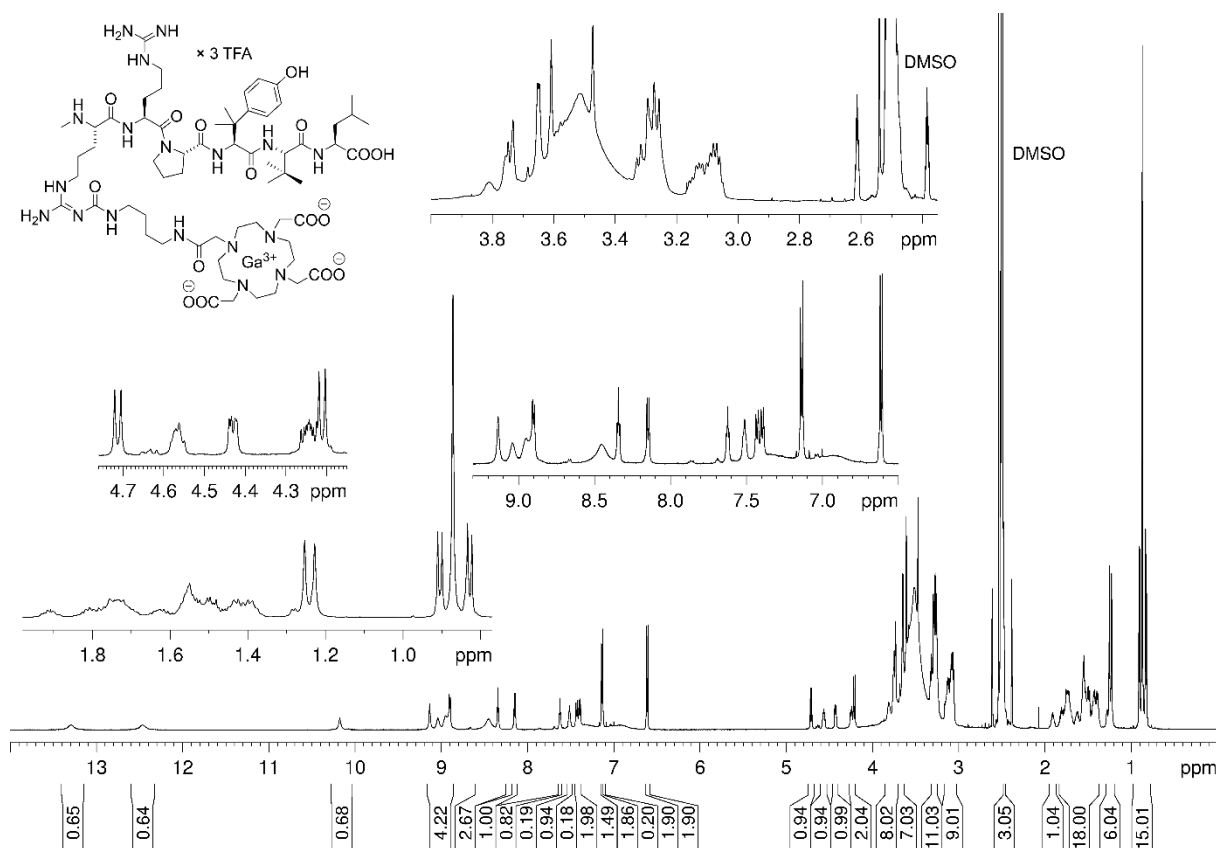 H₂N NH
HN
× 3 TFA
OH
H
N
O
H
N
O
N
O
H
N
O
H
N
O
H
N
COOH
O
NH
H₂N
N
O
H
N
H
N
O
N
N
COO⊖
Ga³⁺
⊖
N
N
COO
⊖
OOC
DMSO
3.8 3.6 3.4 3.2 3.0 2.8 2.6 ppm
DMSO
9.0 8.5 8.0 7.5 7.0 ppm
4.7 4.6 4.5 4.4 4.3 ppm
1.8 1.6 1.4 1.2 1.0 ppm
13 12 11 10 9 8 7 6 5 4 3 2 1 ppm
0.65 0.64 0.68 4.22 2.67 1.00 0.82 0.19 0.94 0.18 1.98 1.49 1.86 0.20 1.90 1.90 0.94 0.94 0.99 2.04 8.02 7.03 11.03 9.01 3.05 1.04 18.00 6.04 15.01